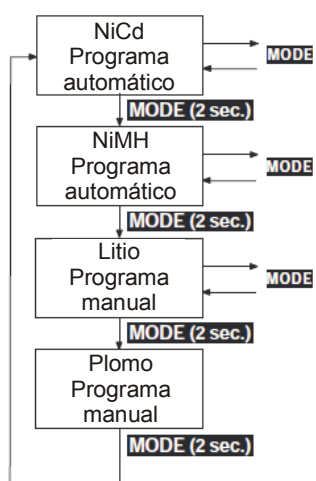 NiCd
Programa
automático
MODE
MODE (2 sec.)
NiMH
Programa
automático
MODE
MODE (2 sec.)
Litio
Programa
manual
MODE
MODE (2 sec.)
Plomo
Programa
manual
MODE (2 sec.)